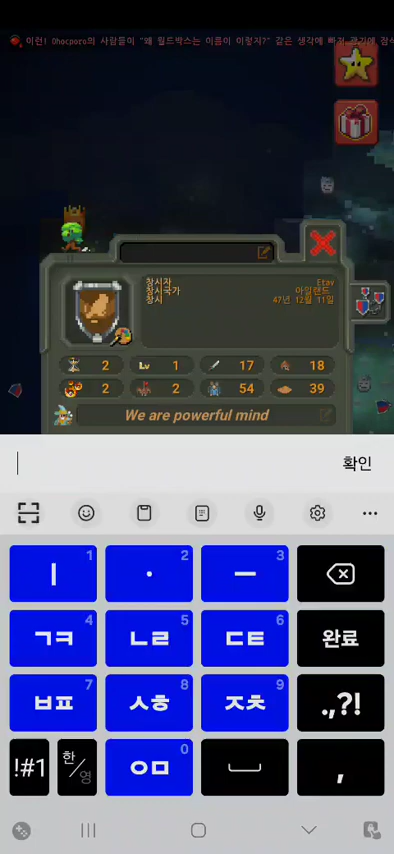 이런! Ohocporo의 사람들이 "왜 월드박스는 이름이 이렇지?" 같은 생각에 빠져 광기에 잠식
창시자 Etav
창시국가 아일랜드
창시 47년 12월 11일
2 Lv 1 17 18
2 2 54 39
We are powerful mind
확인
ㅣ 1 · 2 ㅡ 3
ㄱㅋ 4 ㄴㄹ 5 ㄷㅌ 6 완료
ㅂㅍ 7 ㅅㅎ 8 ㅈㅊ 9 .,?!
!#1 한/영 ㅇㅁ 0 ,